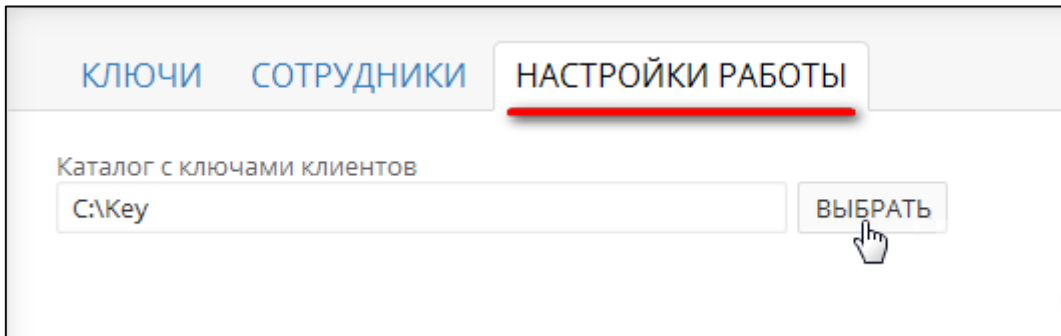 КЛЮЧИ СОТРУДНИКИ НАСТРОЙКИ РАБОТЫ
Каталог с ключами клиентов
C:\Key ВЫБРАТЬ